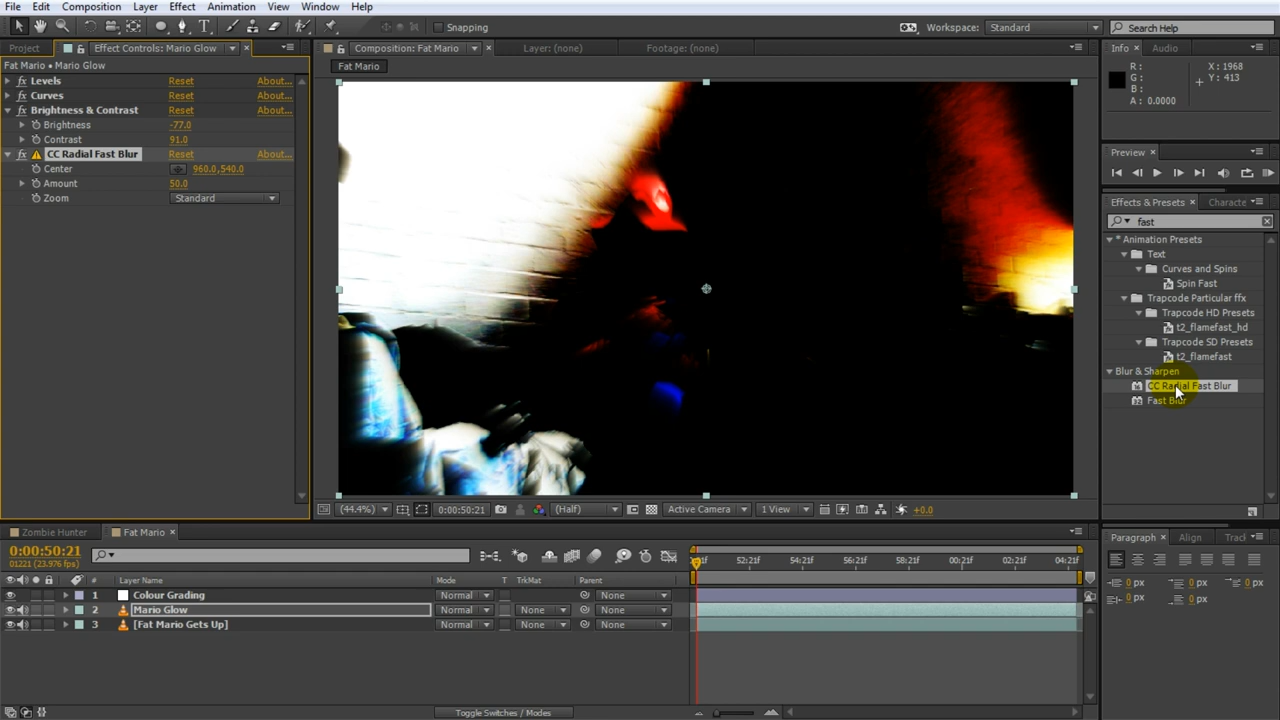 File Edit Composition Layer Effect Animation View Window Help
Snapping Workspace: Standard Search Help
Project Effect Controls: Mario Glow Composition: Fat Mario Layer: (none) Footage: (none) Info Audio
Fat Mario • Mario Glow Fat Mario
R: X: 1968
G: Y: 413
B:
A: 0.0000
Levels Reset About...
Curves Reset About...
Brightness & Contrast Reset About...
Brightness -77.0
Contrast 91.0
CC Radial Fast Blur Reset About...
Center 960.0,540.0
Amount 50.0
Zoom Standard
Preview
Effects & Presets Characte
fast
* Animation Presets
Text
Curves and Spins
Spin Fast
Trapcode Particular ffx
Trapcode HD Presets
t2_flamefast_hd
Trapcode SD Presets
t2_flamefast
Blur & Sharpen
CC Radial Fast Blur
Fast Blur
(44.4%) 0:00:50:21 (Half) Active Camera 1 View +0.0
Zombie Hunter Fat Mario
0:00:50:21
01221 (23.976 fps)
52:21f 54:21f 56:21f 58:21f 00:21f 02:21f 04:21f
# Layer Name Mode T TrkMat Parent
1 Colour Grading Normal None
2 Mario Glow Normal None None
3 [Fat Mario Gets Up] Normal None None
Toggle Switches / Modes
Paragraph Align
0 px 0 px 0 px
0 px 0 px